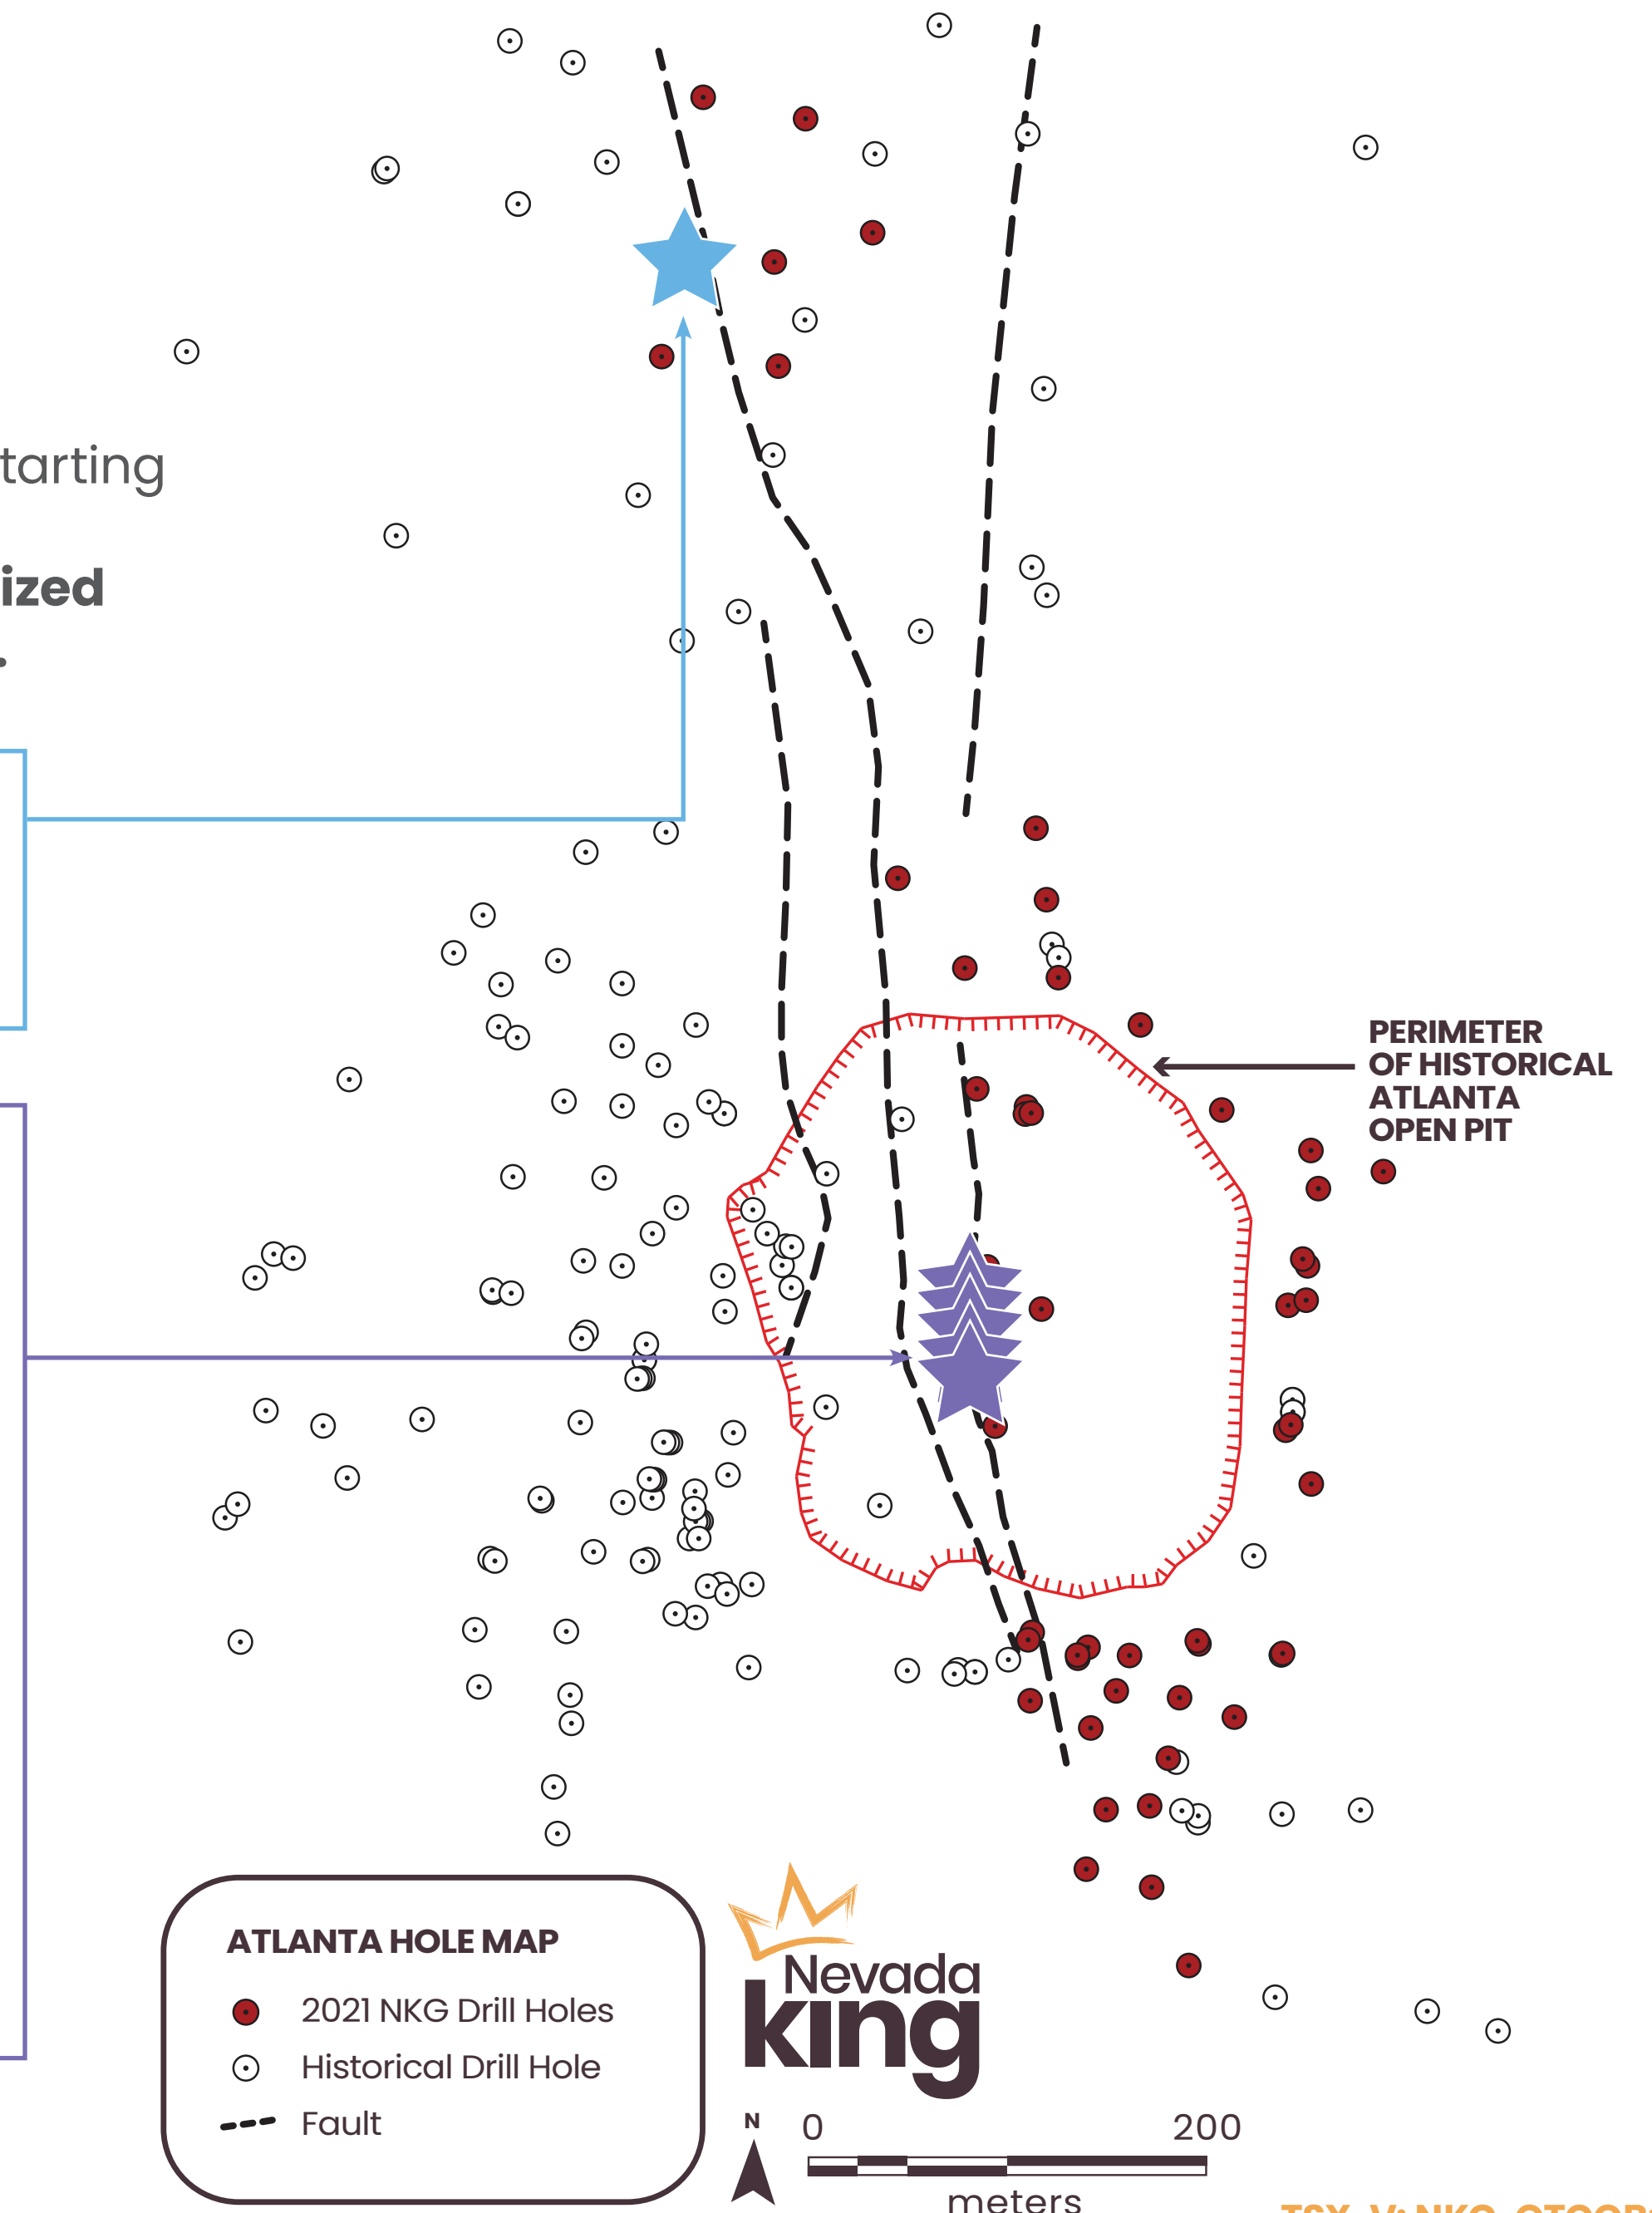 tarting
ized
.
PERIMETER
OF HISTORICAL
ATLANTA
OPEN PIT
ATLANTA HOLE MAP
2021 NKG Drill Holes
Historical Drill Hole
Fault
Nevada
king
N
0 200
meters